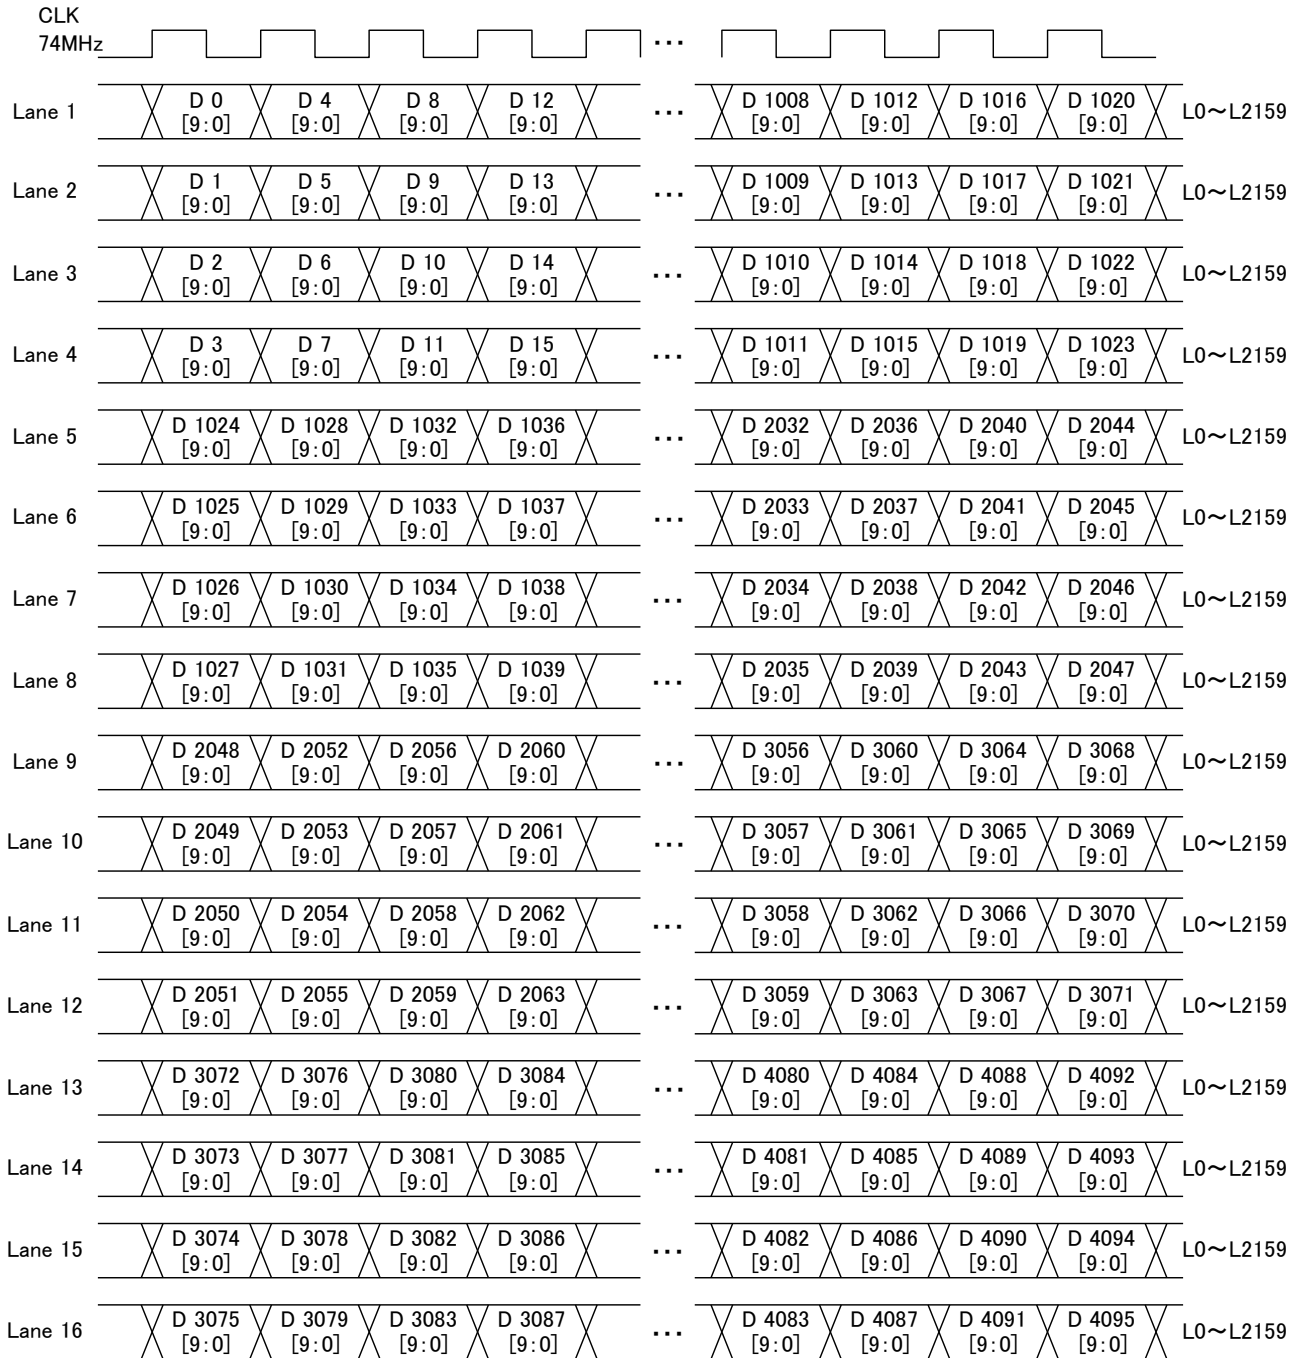 CLK
74MHz
...
Lane 1 D 0 D 4 D 8 D 12 ... D 1008 D 1012 D 1016 D 1020 L0～L2159
[9:0] [9:0] [9:0] [9:0] [9:0] [9:0] [9:0] [9:0]
Lane 2 D 1 D 5 D 9 D 13 ... D 1009 D 1013 D 1017 D 1021 L0～L2159
[9:0] [9:0] [9:0] [9:0] [9:0] [9:0] [9:0] [9:0]
Lane 3 D 2 D 6 D 10 D 14 ... D 1010 D 1014 D 1018 D 1022 L0～L2159
[9:0] [9:0] [9:0] [9:0] [9:0] [9:0] [9:0] [9:0]
Lane 4 D 3 D 7 D 11 D 15 ... D 1011 D 1015 D 1019 D 1023 L0～L2159
[9:0] [9:0] [9:0] [9:0] [9:0] [9:0] [9:0] [9:0]
Lane 5 D 1024 D 1028 D 1032 D 1036 ... D 2032 D 2036 D 2040 D 2044 L0～L2159
[9:0] [9:0] [9:0] [9:0] [9:0] [9:0] [9:0] [9:0]
Lane 6 D 1025 D 1029 D 1033 D 1037 ... D 2033 D 2037 D 2041 D 2045 L0～L2159
[9:0] [9:0] [9:0] [9:0] [9:0] [9:0] [9:0] [9:0]
Lane 7 D 1026 D 1030 D 1034 D 1038 ... D 2034 D 2038 D 2042 D 2046 L0～L2159
[9:0] [9:0] [9:0] [9:0] [9:0] [9:0] [9:0] [9:0]
Lane 8 D 1027 D 1031 D 1035 D 1039 ... D 2035 D 2039 D 2043 D 2047 L0～L2159
[9:0] [9:0] [9:0] [9:0] [9:0] [9:0] [9:0] [9:0]
Lane 9 D 2048 D 2052 D 2056 D 2060 ... D 3056 D 3060 D 3064 D 3068 L0～L2159
[9:0] [9:0] [9:0] [9:0] [9:0] [9:0] [9:0] [9:0]
Lane 10 D 2049 D 2053 D 2057 D 2061 ... D 3057 D 3061 D 3065 D 3069 L0～L2159
[9:0] [9:0] [9:0] [9:0] [9:0] [9:0] [9:0] [9:0]
Lane 11 D 2050 D 2054 D 2058 D 2062 ... D 3058 D 3062 D 3066 D 3070 L0～L2159
[9:0] [9:0] [9:0] [9:0] [9:0] [9:0] [9:0] [9:0]
Lane 12 D 2051 D 2055 D 2059 D 2063 ... D 3059 D 3063 D 3067 D 3071 L0～L2159
[9:0] [9:0] [9:0] [9:0] [9:0] [9:0] [9:0] [9:0]
Lane 13 D 3072 D 3076 D 3080 D 3084 ... D 4080 D 4084 D 4088 D 4092 L0～L2159
[9:0] [9:0] [9:0] [9:0] [9:0] [9:0] [9:0] [9:0]
Lane 14 D 3073 D 3077 D 3081 D 3085 ... D 4081 D 4085 D 4089 D 4093 L0～L2159
[9:0] [9:0] [9:0] [9:0] [9:0] [9:0] [9:0] [9:0]
Lane 15 D 3074 D 3078 D 3082 D 3086 ... D 4082 D 4086 D 4090 D 4094 L0～L2159
[9:0] [9:0] [9:0] [9:0] [9:0] [9:0] [9:0] [9:0]
Lane 16 D 3075 D 3079 D 3083 D 3087 ... D 4083 D 4087 D 4091 D 4095 L0～L2159
[9:0] [9:0] [9:0] [9:0] [9:0] [9:0] [9:0] [9:0]